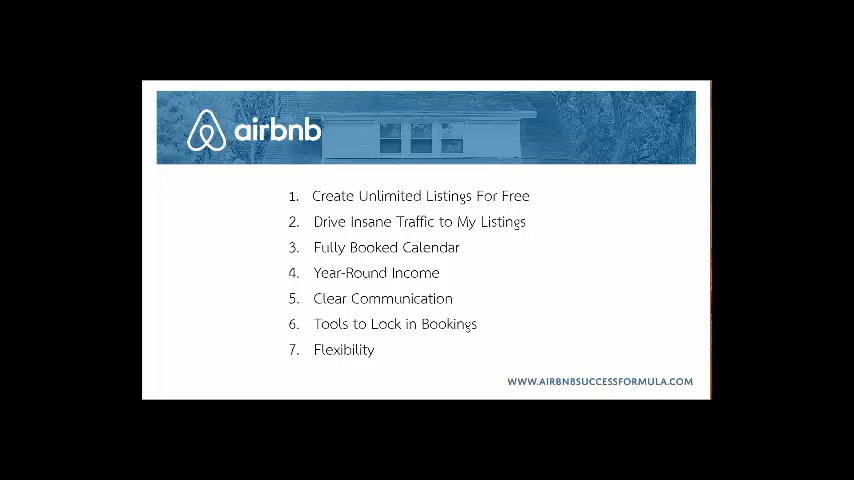 airbnb
1. Create Unlimited Listings For Free
2. Drive Insane Traffic to My Listings
3. Fully Booked Calendar
4. Year-Round Income
5. Clear Communication
6. Tools to Lock in Bookings
7. Flexibility
WWW.AIRBNBSUCCESSFORMULA.COM